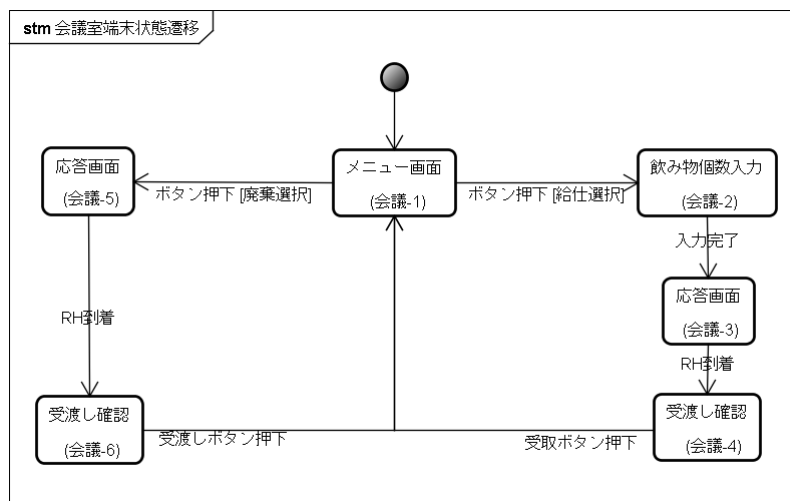 stm 会議室端末状態遷移
応答画面
(会議-5)
ボタン押下 [廃棄選択]
メニュー画面
(会議-1)
ボタン押下 [給仕選択]
飲み物個数入力
(会議-2)
入力完了
応答画面
(会議-3)
RH到着
RH到着
受渡し確認
(会議-6)
受渡しボタン押下
受取ボタン押下
受渡し確認
(会議-4)